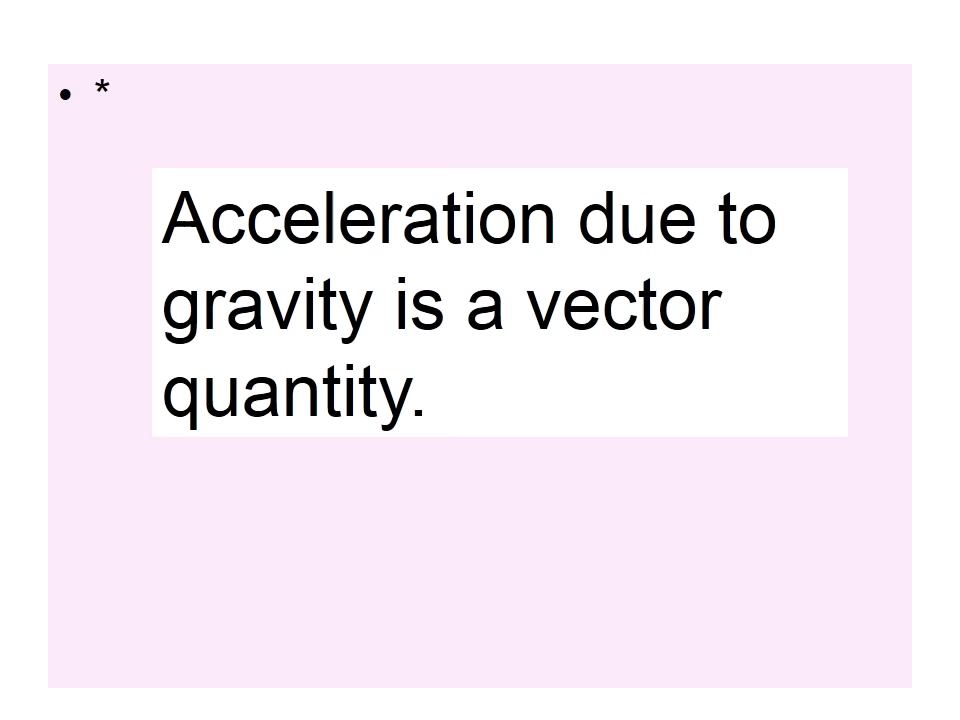 • *
Acceleration due to
gravity is a vector
quantity.